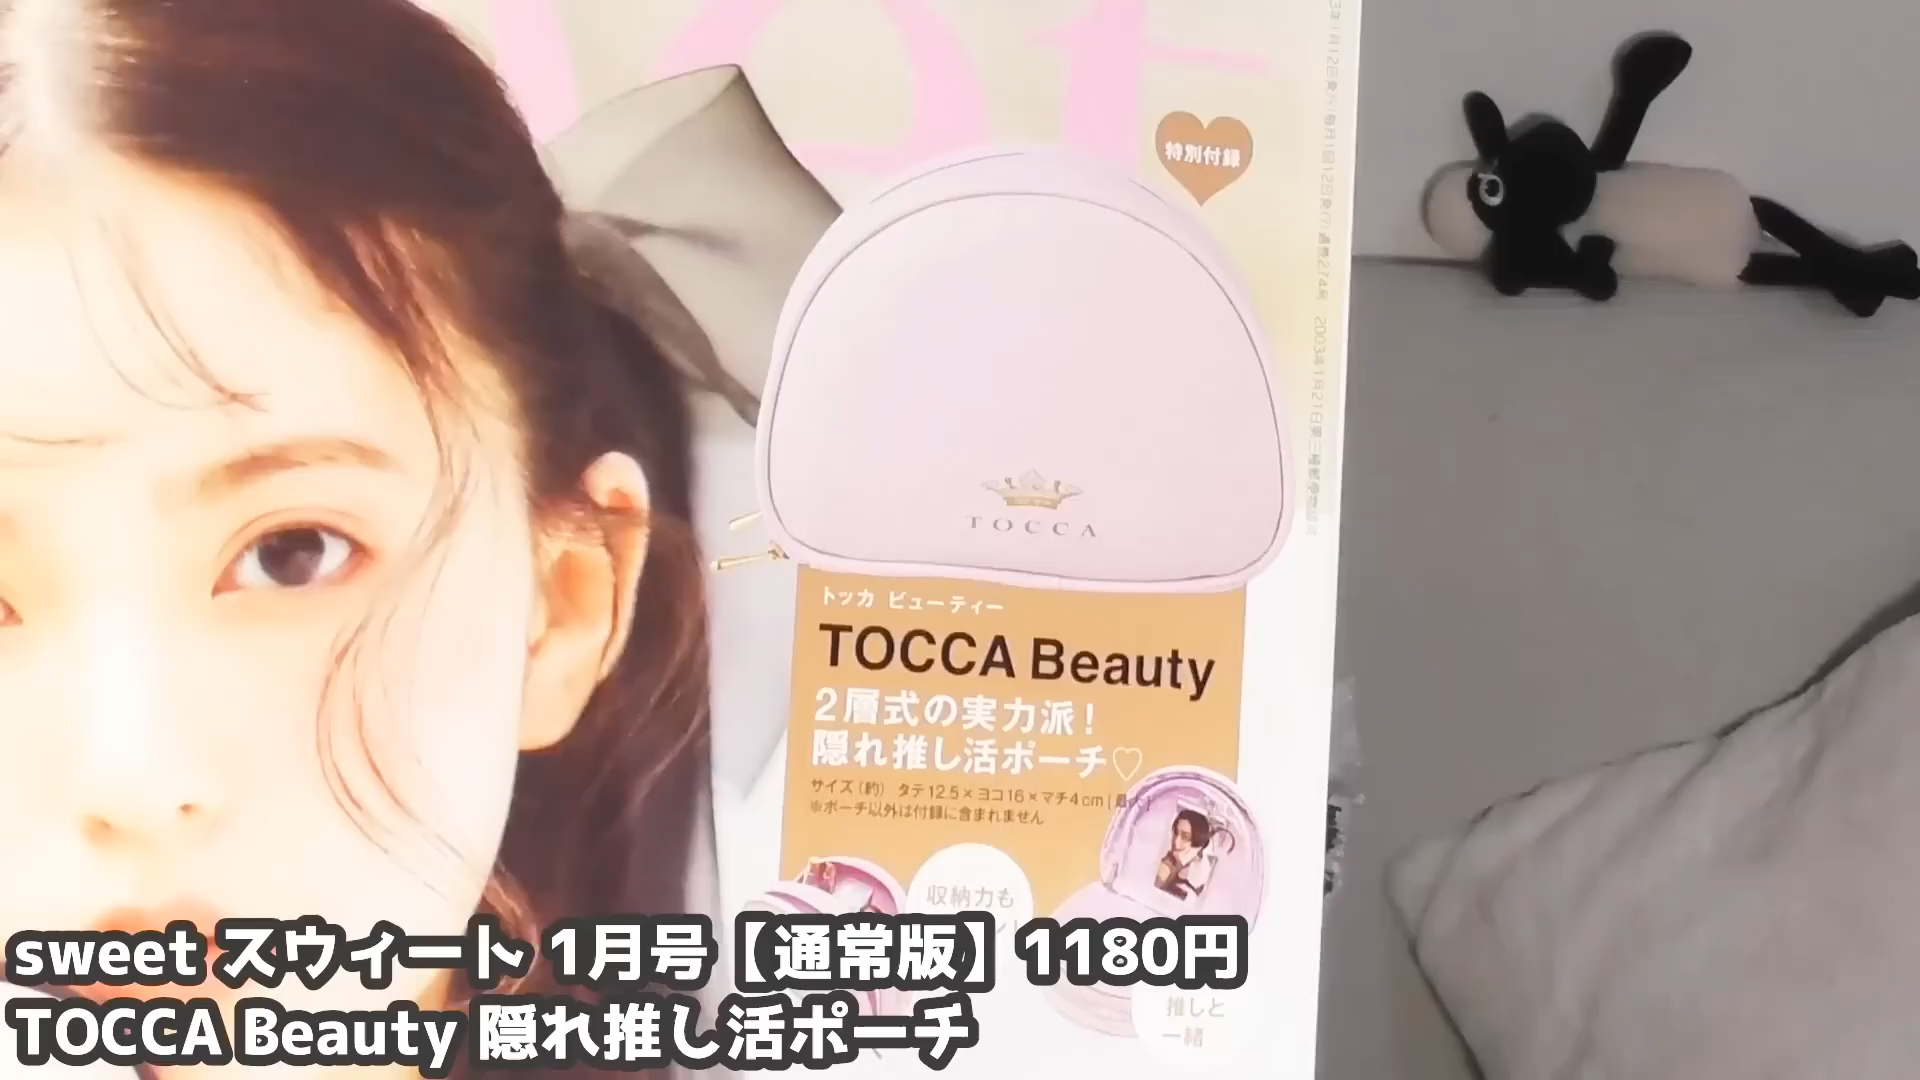 特別付録
TOCCA
トッカ ビューティー
TOCCA Beauty
2層式の実力派!
隠れ推し活ポーチ♡
サイズ(約) タテ12.5×ヨコ16×マチ4cm[最大]
※ポーチ以外は付録に含まれません
収納力も
推しと
一緒
sweet スウィート 1月号【通常版】1180円
TOCCA Beauty 隠れ推し活ポーチ